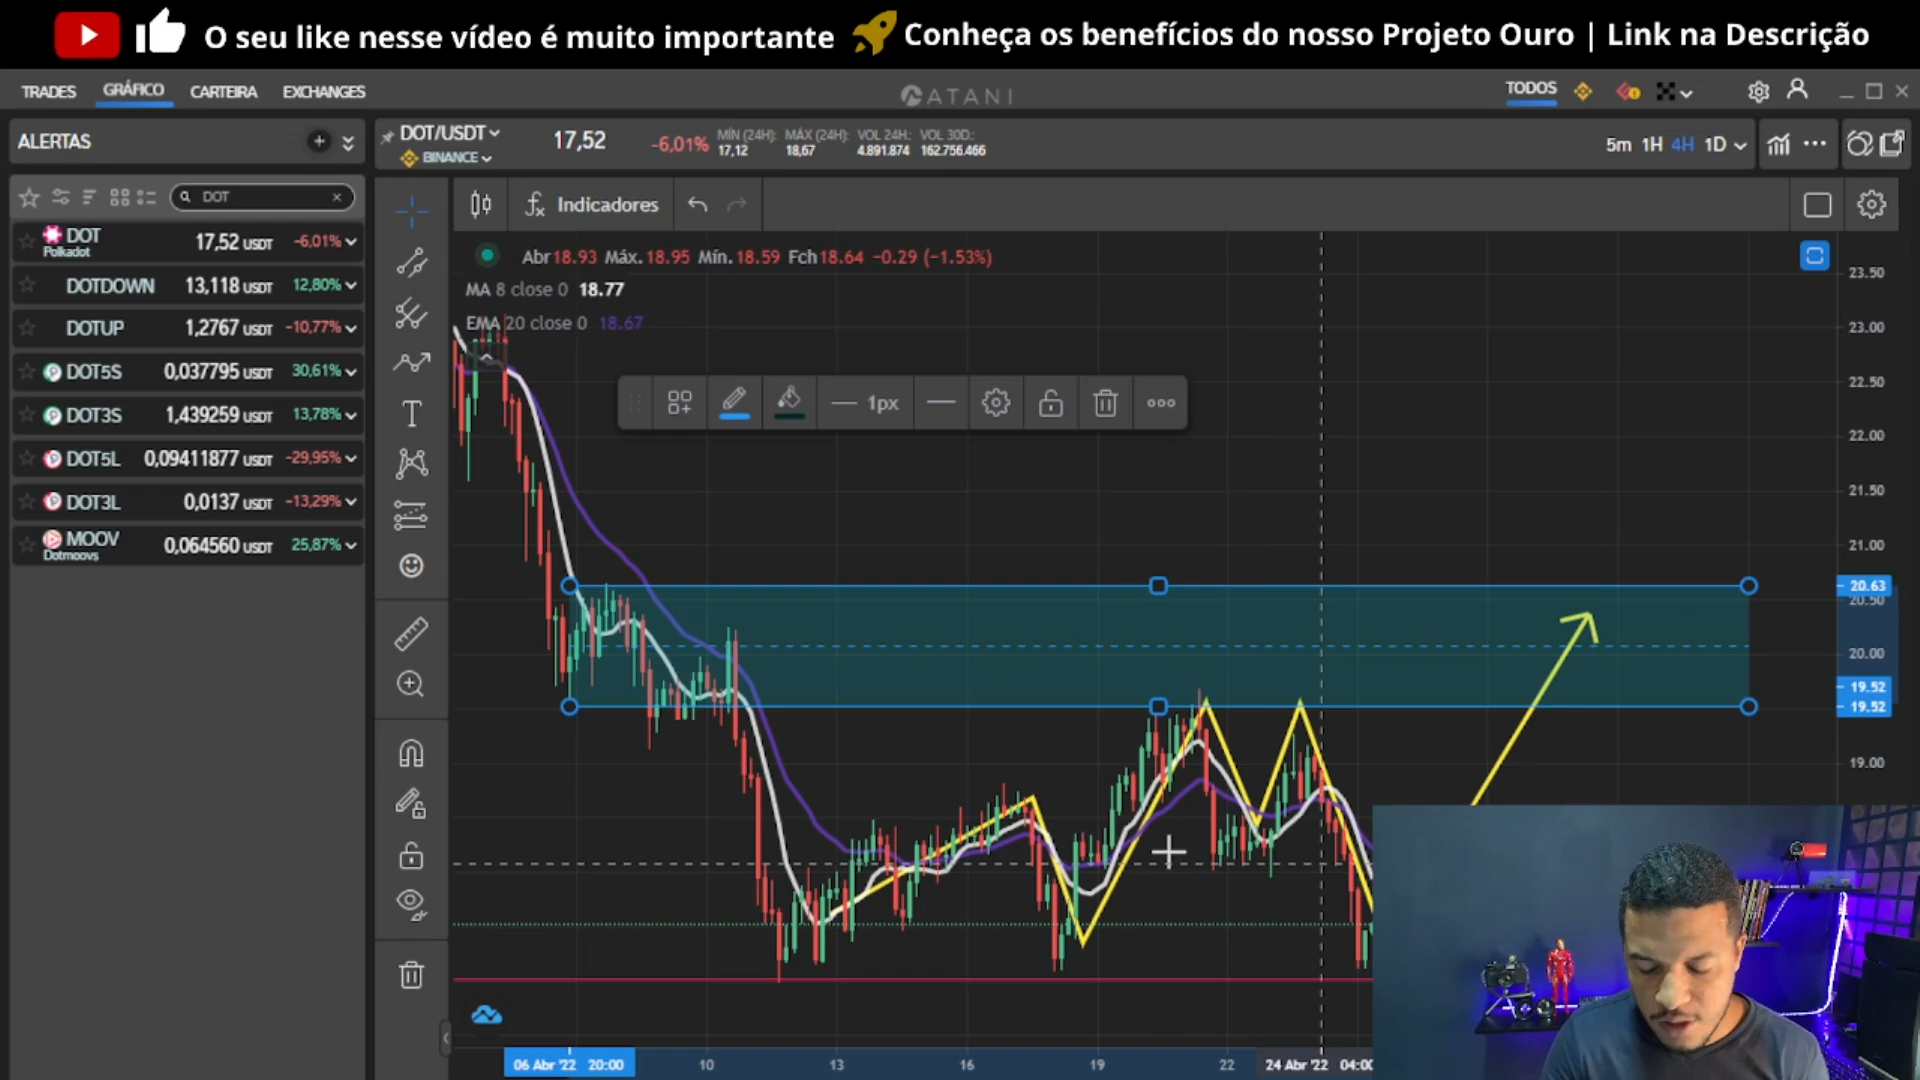 O seu like nesse vídeo é muito importante
Conheça os benefícios do nosso Projeto Ouro | Link na Descrição
TRADES GRÁFICO CARTEIRA EXCHANGES
ATANI
TODOS
ALERTAS
DOT/USDT
BINANCE
17,52
-6,01%
MÍN (24H): 17,12
MÁX (24H): 18,67
VOL 24H: 4.891.874
VOL 30D: 162.756.466
5m 1H 4H 1D
DOT
Indicadores
DOT Polkadot 17,52 USDT -6,01%
DOTDOWN 13,118 USDT 12,80%
DOTUP 1,2767 USDT -10,77%
DOT5S 0,037795 USDT 30,61%
DOT3S 1,439259 USDT 13,78%
DOT5L 0,09411877 USDT -29,95%
DOT3L 0,0137 USDT -13,29%
MOOV Dotmoovs 0,064560 USDT 25,87%
Abr18.93 Máx.18.95 Mín.18.59 Fch18.64 −0.29 (−1.53%)
MA 8 close 0 18.77
EMA 20 close 0 18.67
1px
23.50
23.00
22.50
22.00
21.50
21.00
20.63
20.50
20.00
19.52
19.52
19.00
06 Abr '22 20:00 10 13 16 19 22 24 Abr '22 04:00